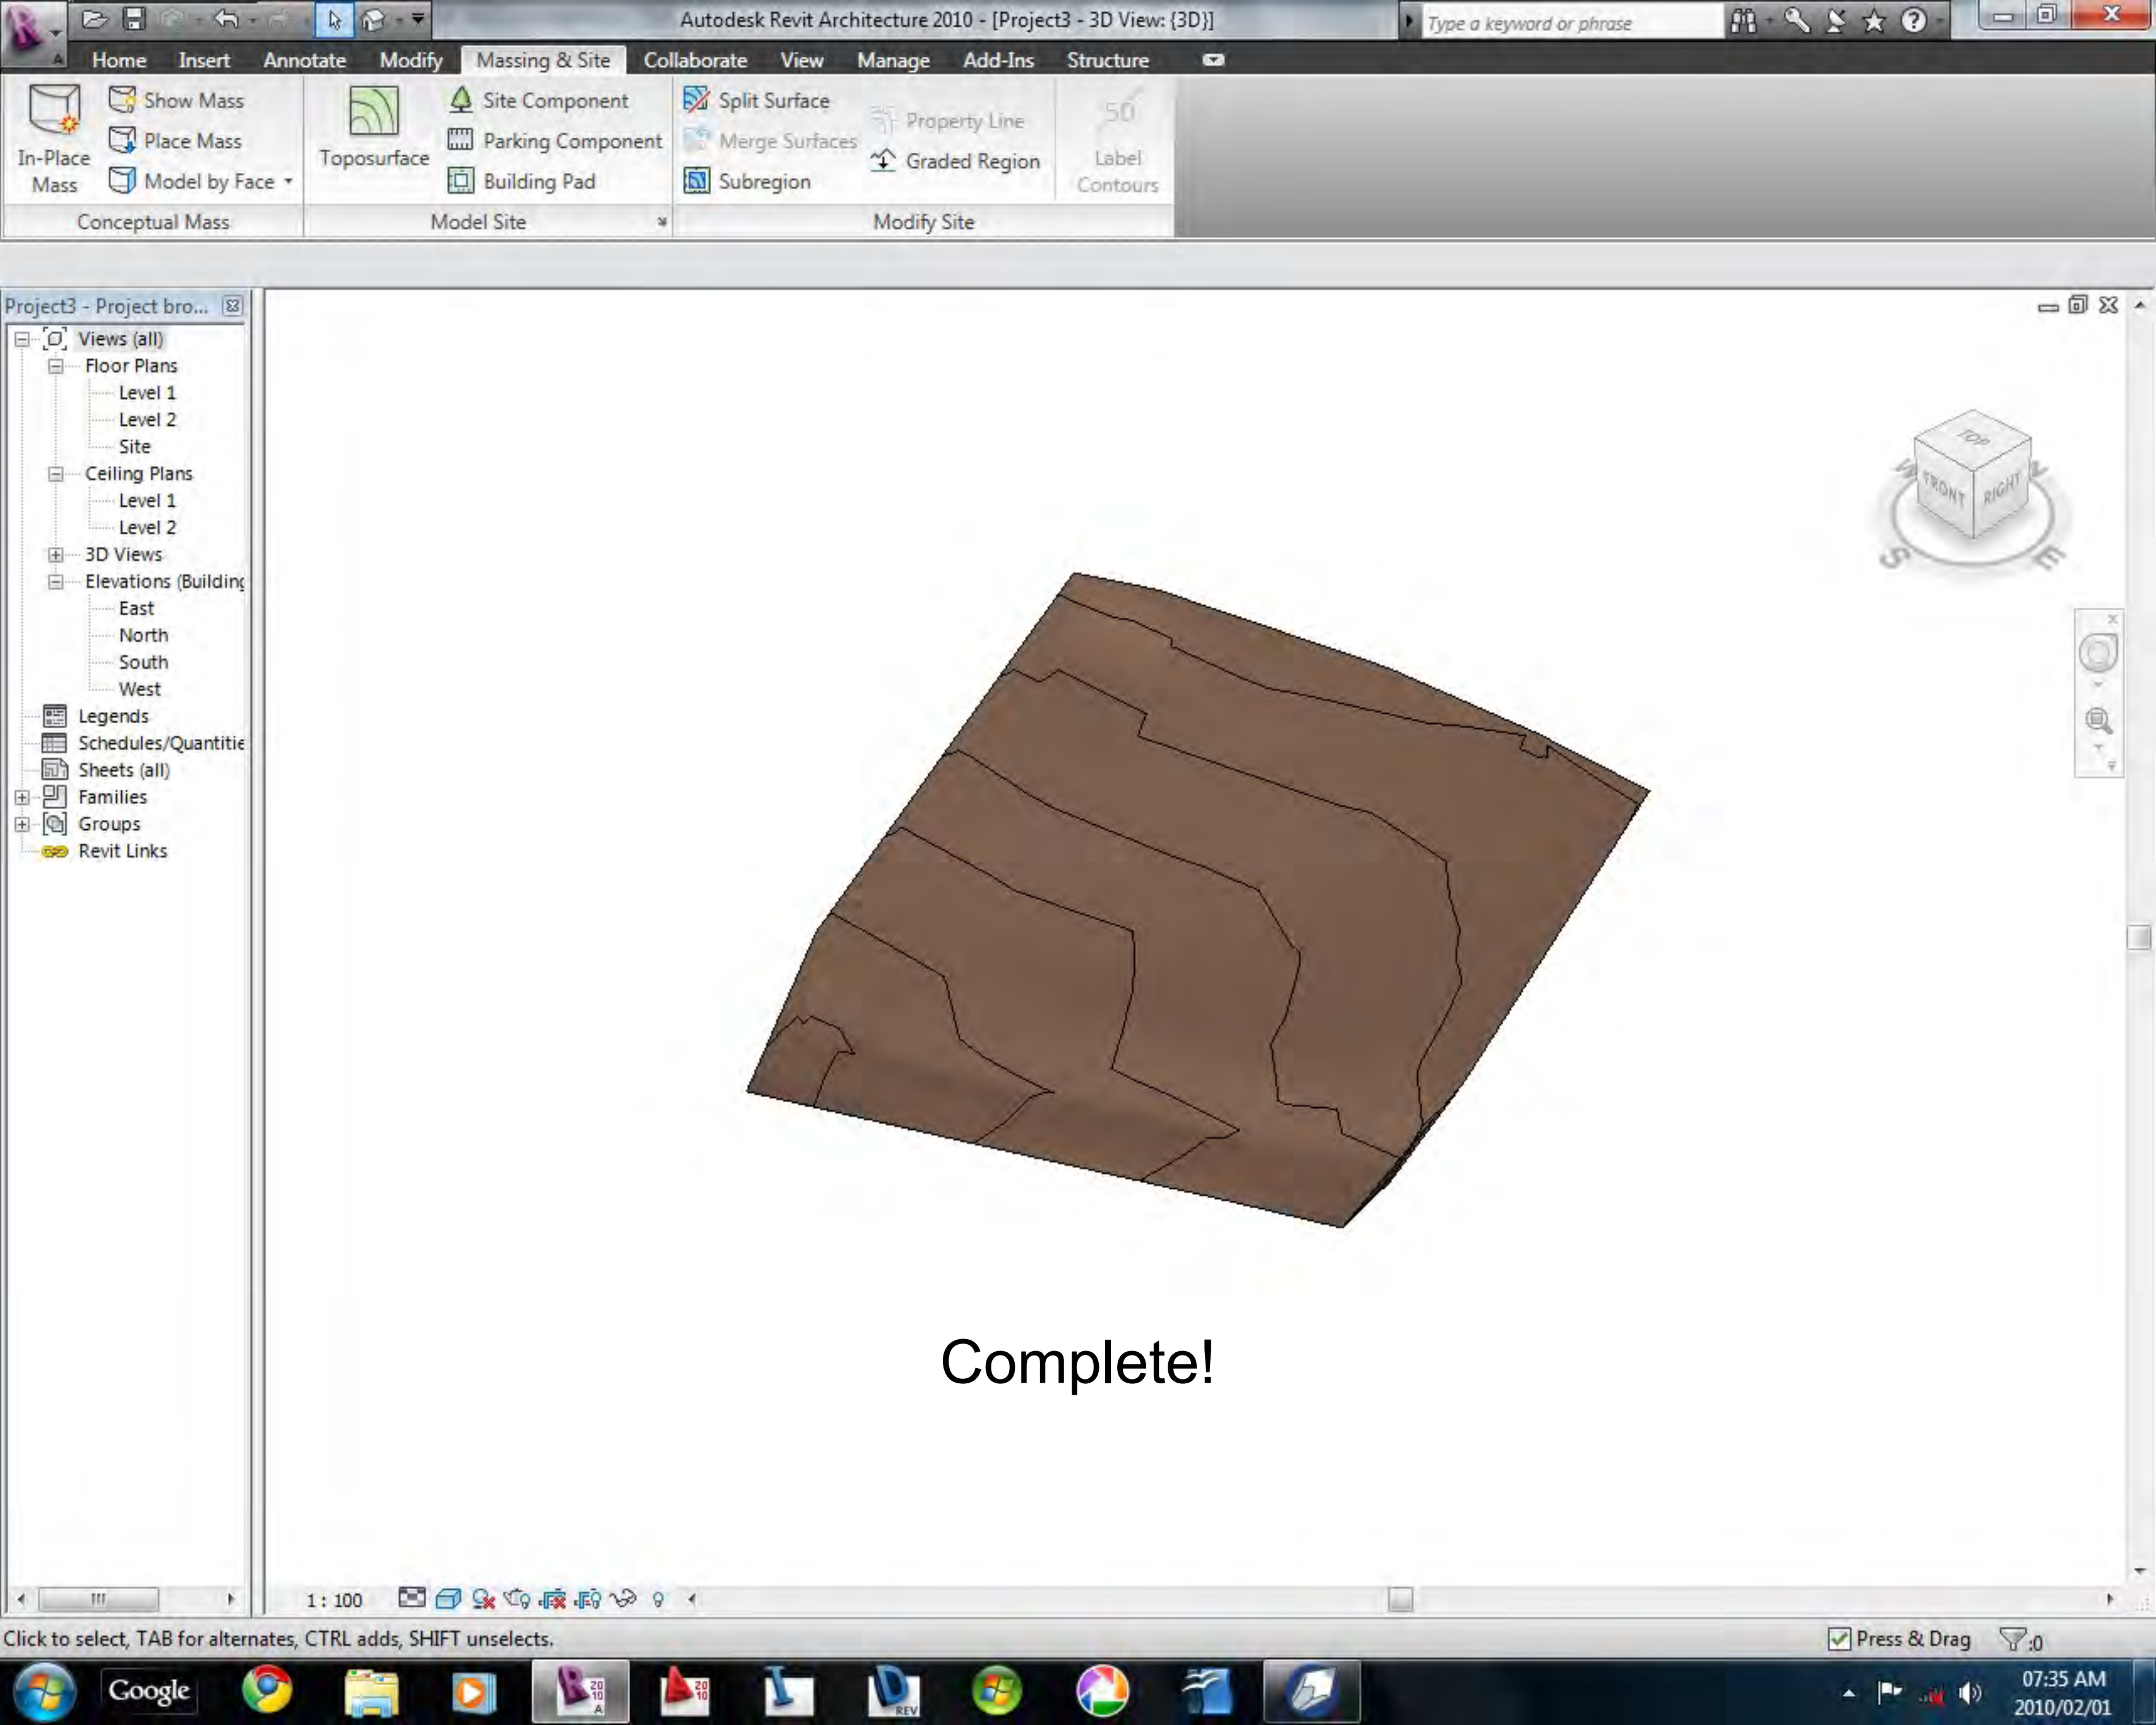 Autodesk Revit Architecture 2010 - [Project3 - 3D View: {3D}]
Type a keyword or phrase
Home Insert Annotate Modify Massing & Site Collaborate View Manage Add-Ins Structure
In-Place Mass
Show Mass
Place Mass
Model by Face
Conceptual Mass
Toposurface
Site Component
Parking Component
Building Pad
Model Site
Split Surface
Merge Surfaces
Subregion
Property Line
Graded Region
50
Label
Contours
Modify Site
Project3 - Project bro...
Views (all)
Floor Plans
Level 1
Level 2
Site
Ceiling Plans
Level 1
Level 2
3D Views
Elevations (Building
East
North
South
West
Legends
Schedules/Quantitie
Sheets (all)
Families
Groups
Revit Links
TOP
FRONT RIGHT
W N
S E
Complete!
1 : 100
Click to select, TAB for alternates, CTRL adds, SHIFT unselects.
Press & Drag
:0
Google
2010 A
2010
REV
07:35 AM
2010/02/01